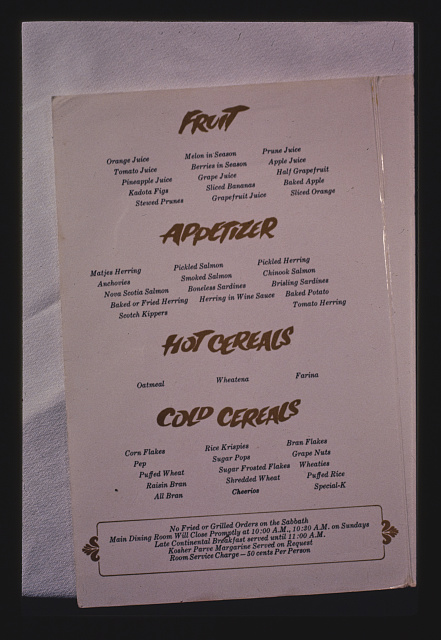 FRUIT
Orange Juice Melon in Season Prune Juice
Tomato Juice Berries in Season Apple Juice
Pineapple Juice Grape Juice Half Grapefruit
Kadota Figs Sliced Bananas Baked Apple
Stewed Prunes Grapefruit Juice Sliced Orange
APPETIZER
Matjes Herring Pickled Salmon Pickled Herring
Anchovies Smoked Salmon Chinook Salmon
Nova Scotia Salmon Boneless Sardines Brisling Sardines
Baked or Fried Herring Herring in Wine Sauce Baked Potato
Scotch Kippers Tomato Herring
HOT CEREALS
Oatmeal Wheatena Farina
COLD CEREALS
Corn Flakes Rice Krispies Bran Flakes
Pep Sugar Pops Grape Nuts
Puffed Wheat Sugar Frosted Flakes Wheaties
Raisin Bran Shredded Wheat Puffed Rice
All Bran Cheerios Special-K
No Fried or Grilled Orders on the Sabbath
Main Dining Room Will Close Promptly at 10:00 A.M., 10:30 A.M. on Sundays
Late Continental Breakfast served until 11:00 A.M.
Kosher Parve Margarine Served on Request
Room Service Charge — 50 cents Per Person